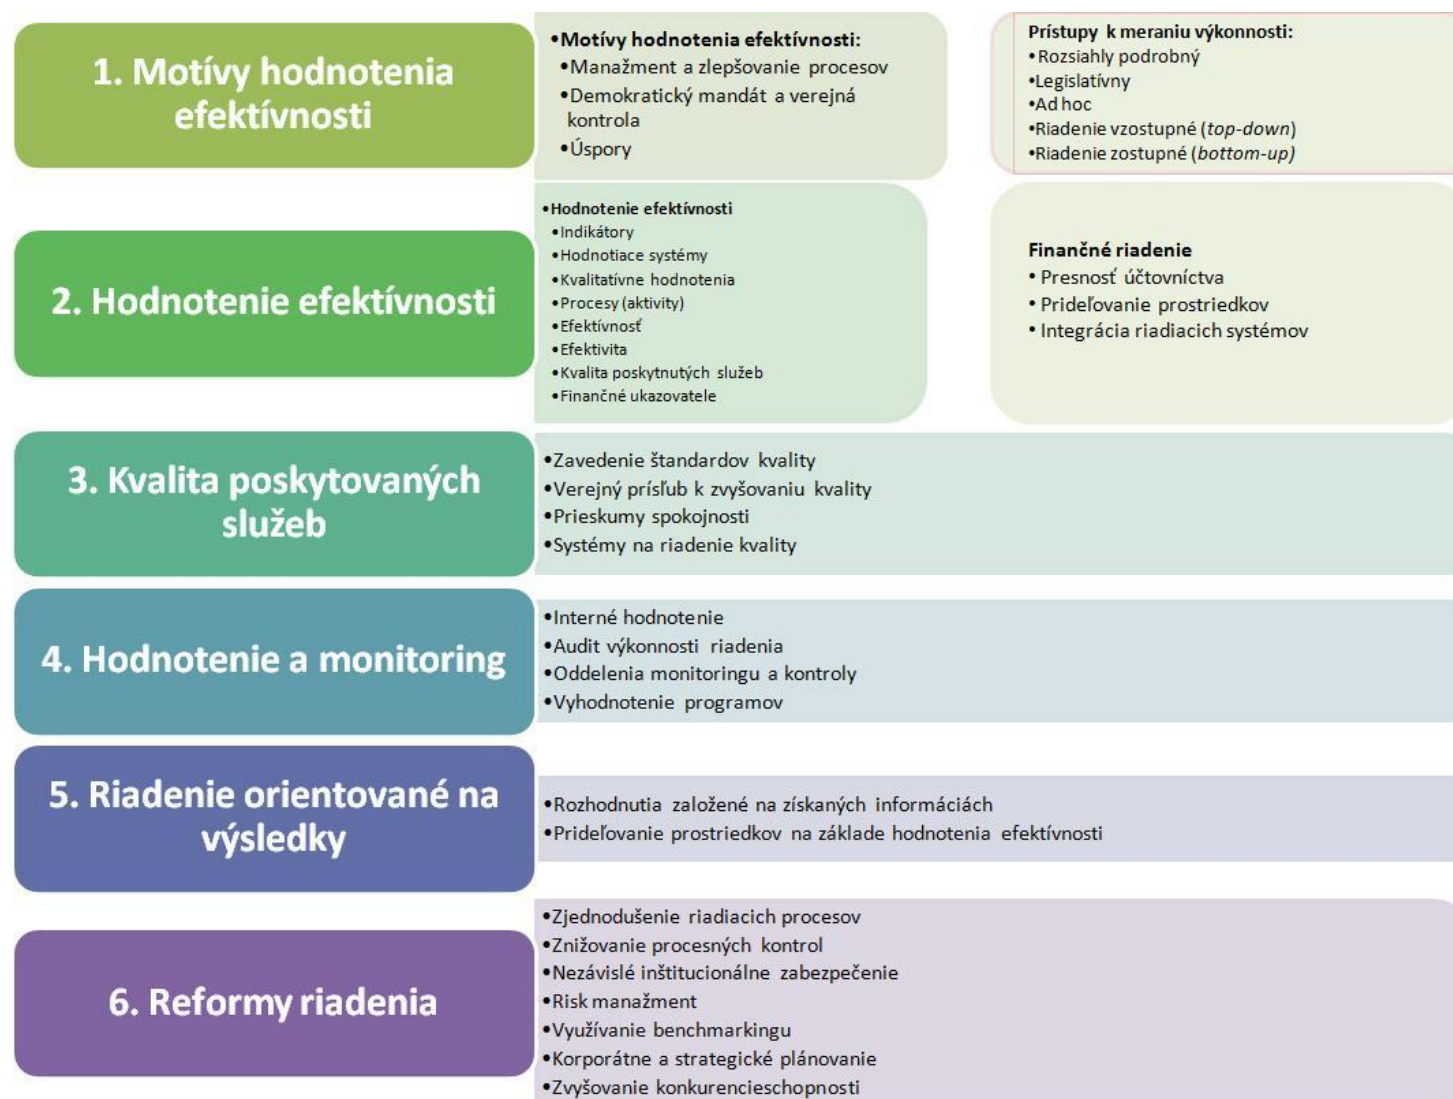 1. Motívy hodnotenia
efektívnosti
•Motívy hodnotenia efektívnosti:
•Manažment a zlepšovanie procesov
•Demokratický mandát a verejná
kontrola
•Úspory
Prístupy k meraniu výkonnosti:
•Rozsiahly podrobný
•Legislatívny
•Ad hoc
•Riadenie vzostupné (top-down)
•Riadenie zostupné (bottom-up)
2. Hodnotenie efektívnosti
•Hodnotenie efektívnosti
•Indikátory
•Hodnotiace systémy
•Kvalitatívne hodnotenia
•Procesy (aktivity)
•Efektívnosť
•Efektivita
•Kvalita poskytnutých služeb
•Finančné ukazovatele
Finančné riadenie
• Presnosť účtovníctva
• Prideľovanie prostriedkov
• Integrácia riadiacich systémov
3. Kvalita poskytovaných
služeb
•Zavedenie štandardov kvality
•Verejný prísľub k zvyšovaniu kvality
•Prieskumy spokojnosti
•Systémy na riadenie kvality
4. Hodnotenie a monitoring
•Interné hodnotenie
•Audit výkonnosti riadenia
•Oddelenia monitoringu a kontroly
•Vyhodnotenie programov
5. Riadenie orientované na
výsledky
•Rozhodnutia založené na získaných informáciách
•Prideľovanie prostriedkov na základe hodnotenia efektívnosti
6. Reformy riadenia
•Zjednodušenie riadiacich procesov
•Znižovanie procesných kontrol
•Nezávislé inštitucionálne zabezpečenie
•Risk manažment
•Využívanie benchmarkingu
•Korporátne a strategické plánovanie
•Zvyšovanie konkurencieschopnosti